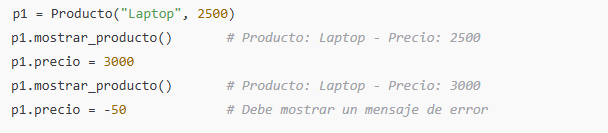 p1 = Producto("Laptop", 2500)
p1.mostrar_producto()       # Producto: Laptop - Precio: 2500
p1.precio = 3000
p1.mostrar_producto()       # Producto: Laptop - Precio: 3000
p1.precio = -50             # Debe mostrar un mensaje de error